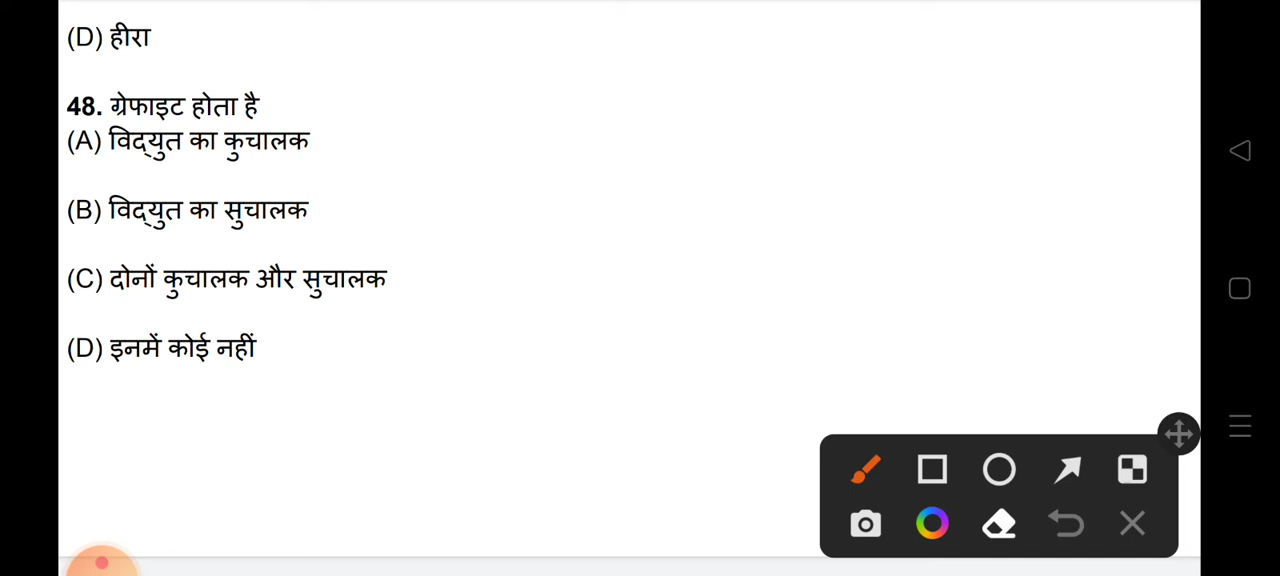 (D) हीरा
48. ग्रेफाइट होता है
(A) विद्युत का कुचालक
(B) विद्युत का सुचालक
(C) दोनों कुचालक और सुचालक
(D) इनमें कोई नहीं